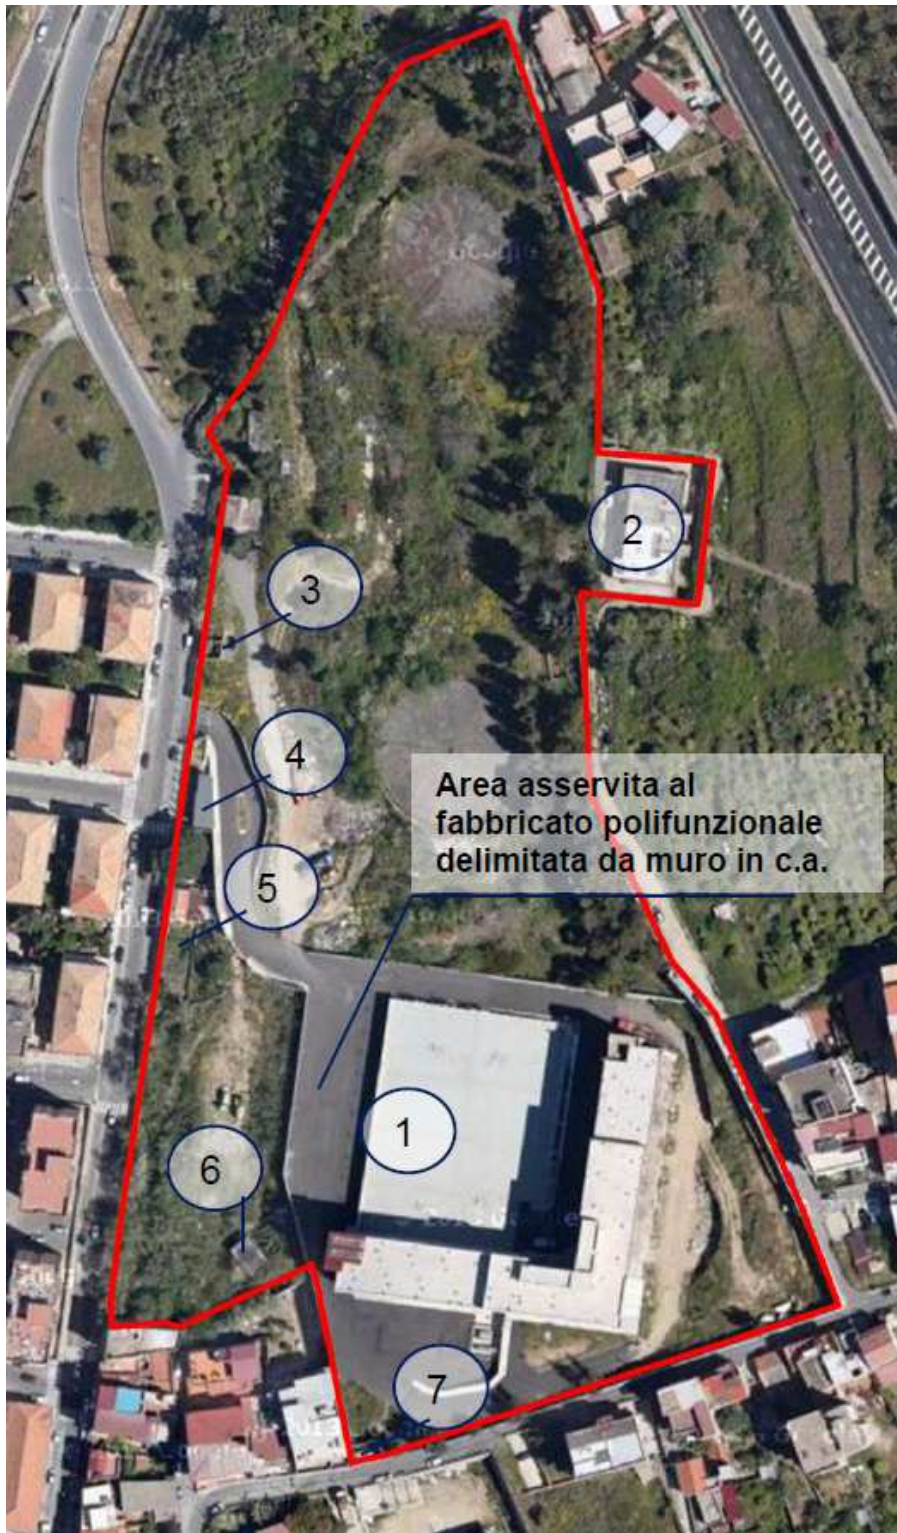 2
3
4
Area asservita al
fabbricato polifunzionale
delimitata da muro in c.a.
5
1
6
7